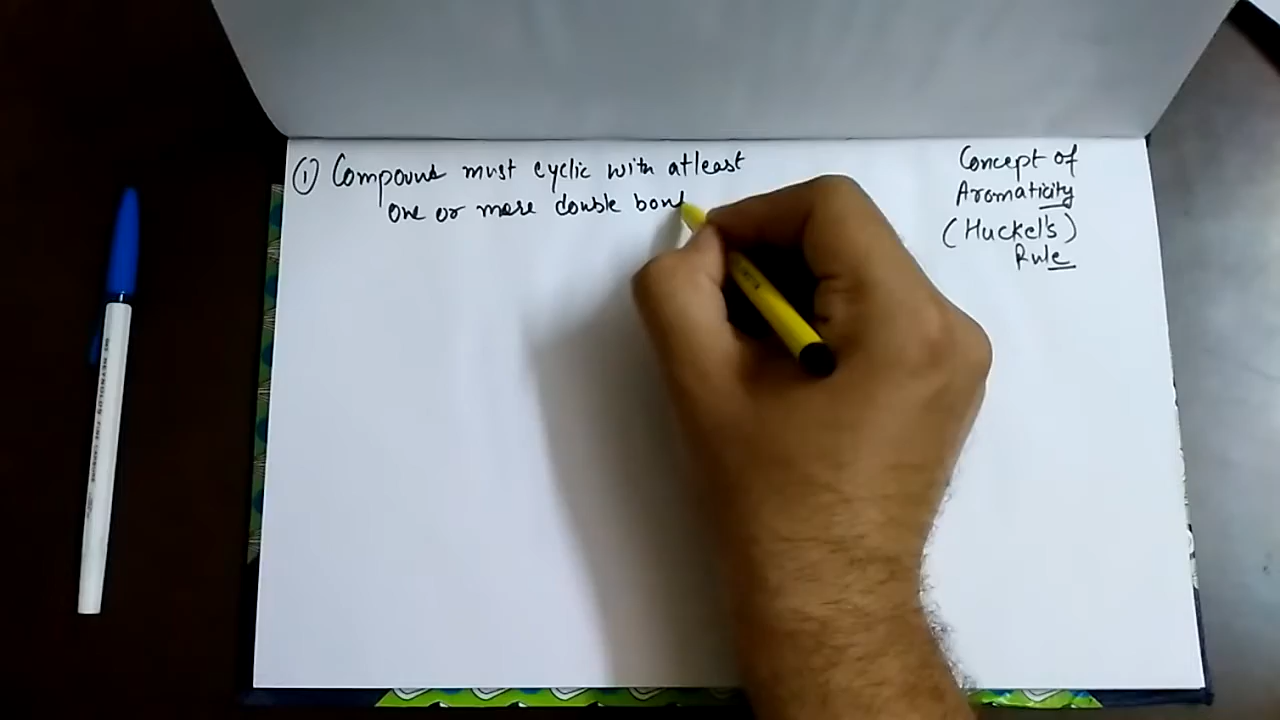 ① Compound must cyclic with atleast
one or more double bond
Concept of
Aromaticity
(Huckel's)
Rule